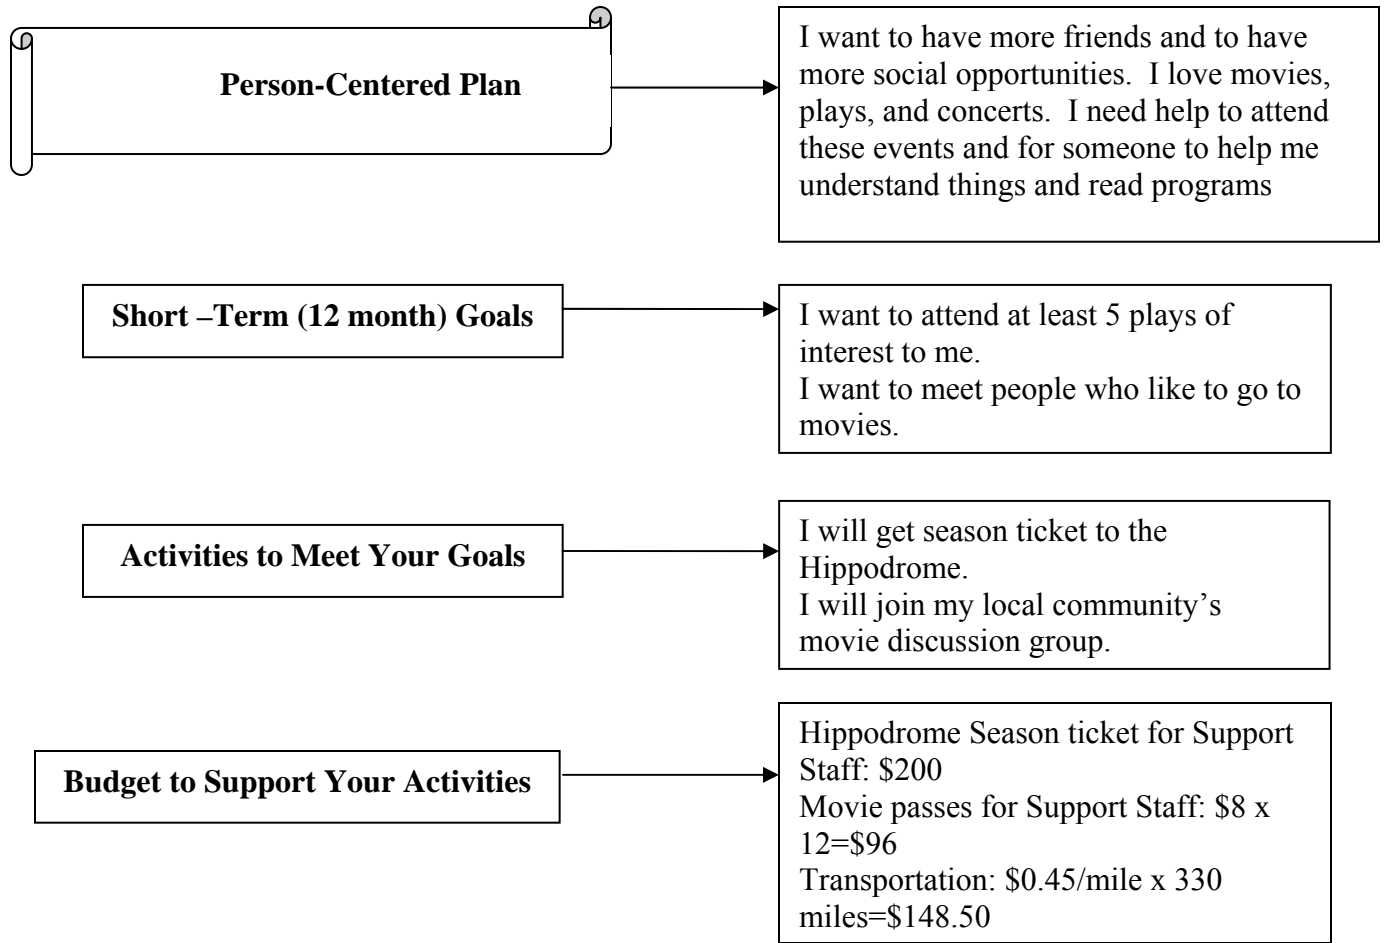 Person-Centered Plan
I want to have more friends and to have
more social opportunities.  I love movies,
plays, and concerts.  I need help to attend
these events and for someone to help me
understand things and read programs
Short –Term (12 month) Goals
I want to attend at least 5 plays of
interest to me.
I want to meet people who like to go to
movies.
Activities to Meet Your Goals
I will get season ticket to the
Hippodrome.
I will join my local community’s
movie discussion group.
Budget to Support Your Activities
Hippodrome Season ticket for Support
Staff: $200
Movie passes for Support Staff: $8 x
12=$96
Transportation: $0.45/mile x 330
miles=$148.50